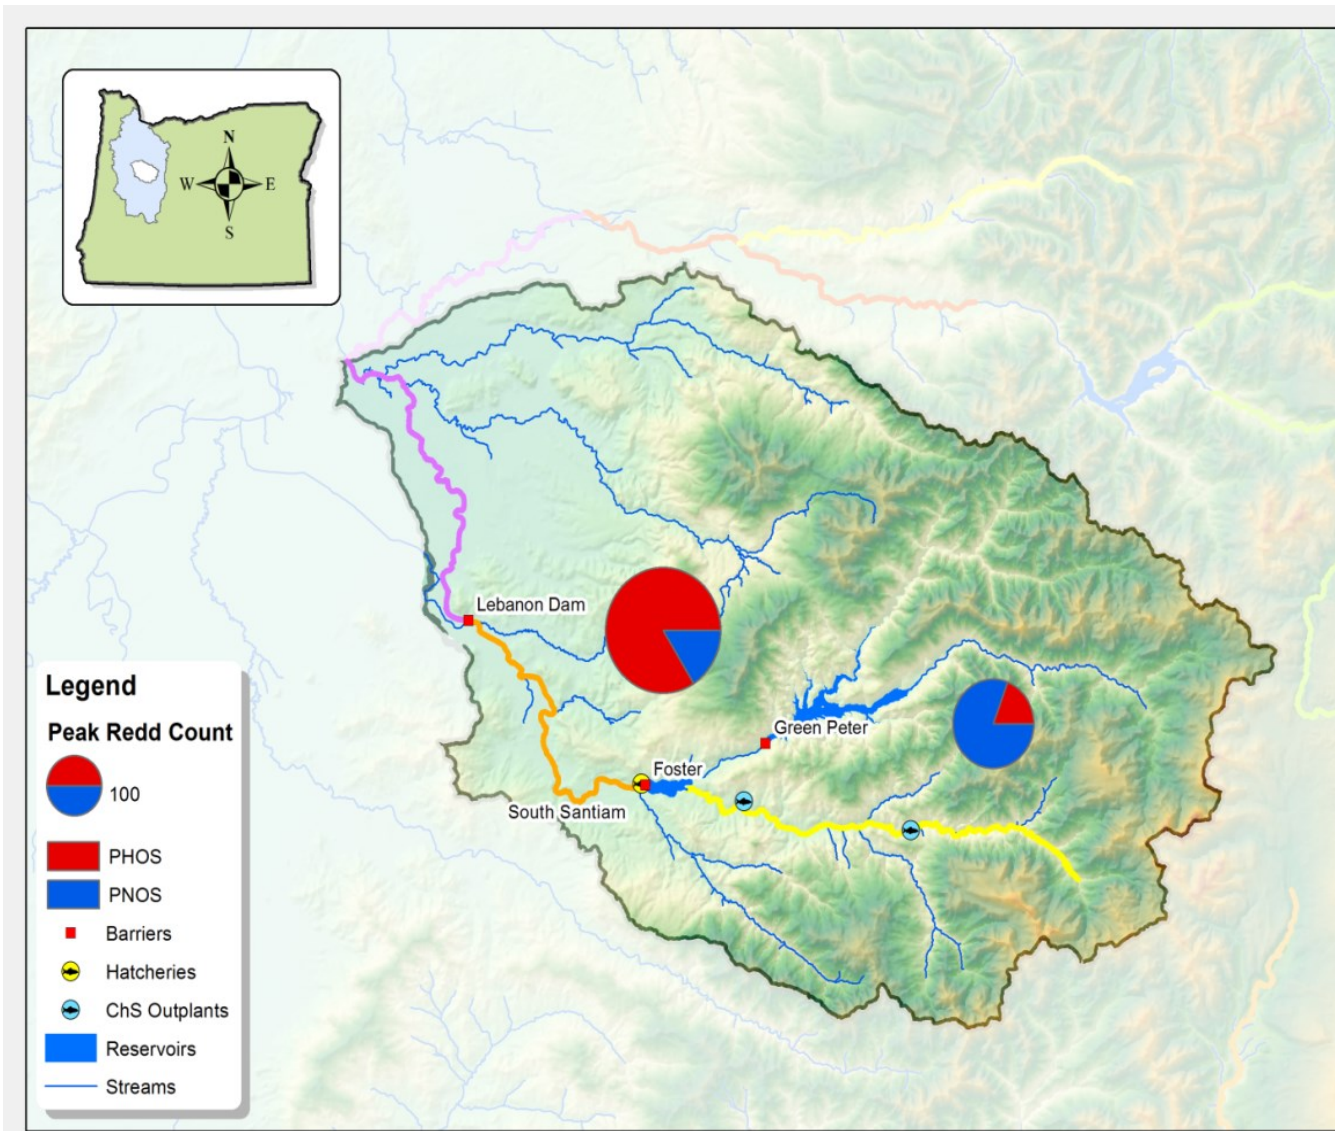 N
W E
S
Lebanon Dam
Green Peter
Foster
South Santiam
Legend
Peak Redd Count
100
PHOS
PNOS
Barriers
Hatcheries
ChS Outplants
Reservoirs
Streams